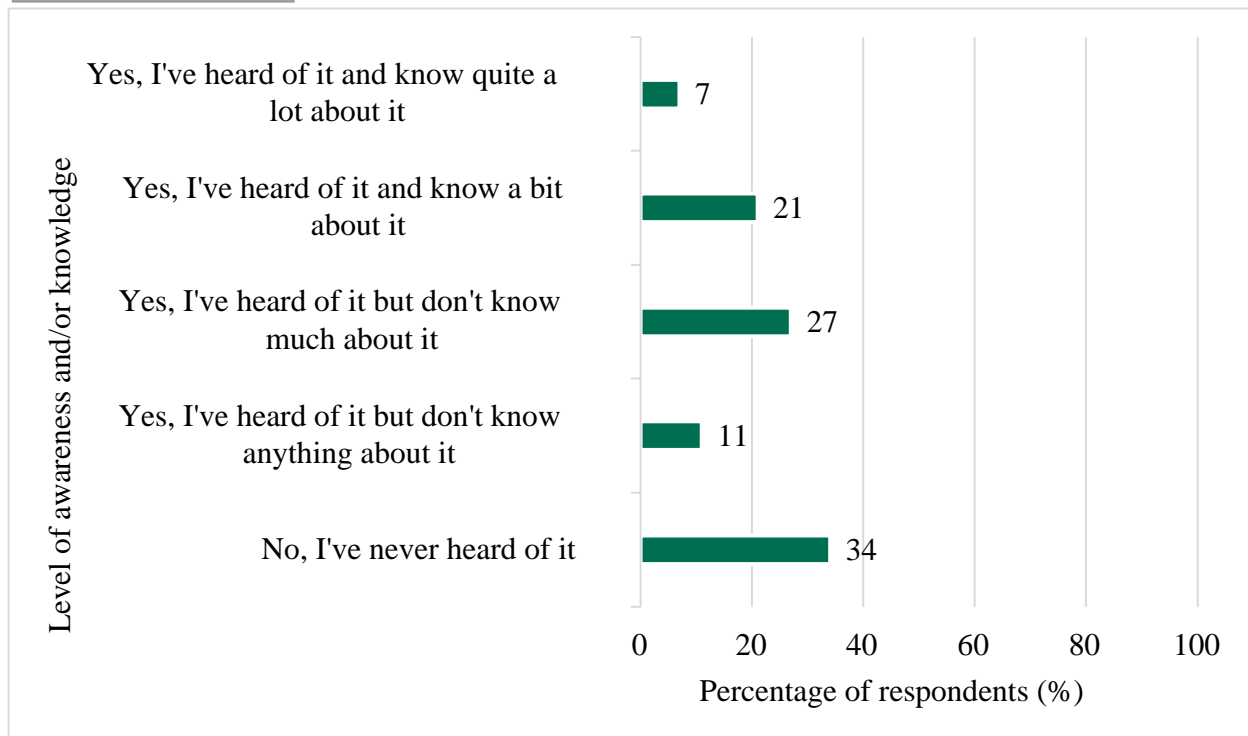 Level of awareness and/or knowledge
Yes, I've heard of it and know quite a
lot about it
7
Yes, I've heard of it and know a bit
about it
21
Yes, I've heard of it but don't know
much about it
27
Yes, I've heard of it but don't know
anything about it
11
No, I've never heard of it
34
0 20 40 60 80 100
Percentage of respondents (%)